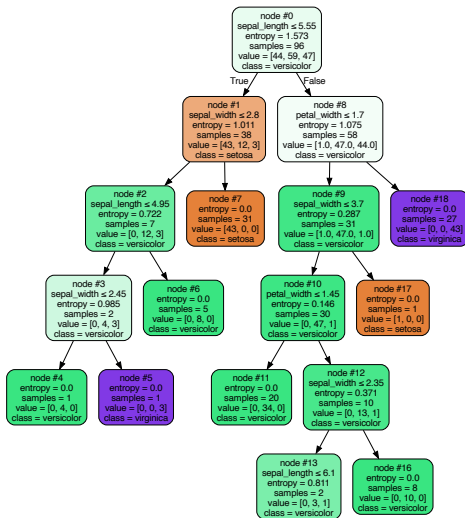 node #0
sepal_length ≤ 5.55
entropy = 1.573
samples = 96
value = [44, 59, 47]
class = versicolor
True
False
node #1
sepal_width ≤ 2.8
entropy = 1.011
samples = 38
value = [43, 12, 3]
class = setosa
node #8
petal_width ≤ 1.7
entropy = 1.075
samples = 58
value = [1.0, 47.0, 44.0]
class = versicolor
node #2
sepal_length ≤ 4.95
entropy = 0.722
samples = 7
value = [0, 12, 3]
class = versicolor
node #7
entropy = 0.0
samples = 31
value = [43, 0, 0]
class = setosa
node #9
sepal_width ≤ 3.7
entropy = 0.287
samples = 31
value = [1.0, 47.0, 1.0]
class = versicolor
node #18
entropy = 0.0
samples = 27
value = [0, 0, 43]
class = virginica
node #3
sepal_width ≤ 2.45
entropy = 0.985
samples = 2
value = [0, 4, 3]
class = versicolor
node #6
entropy = 0.0
samples = 5
value = [0, 8, 0]
class = versicolor
node #10
petal_width ≤ 1.45
entropy = 0.146
samples = 30
value = [0, 47, 1]
class = versicolor
node #17
entropy = 0.0
samples = 1
value = [1, 0, 0]
class = setosa
node #4
entropy = 0.0
samples = 1
value = [0, 4, 0]
class = versicolor
node #5
entropy = 0.0
samples = 1
value = [0, 0, 3]
class = virginica
node #11
entropy = 0.0
samples = 20
value = [0, 34, 0]
class = versicolor
node #12
sepal_width ≤ 2.35
entropy = 0.371
samples = 10
value = [0, 13, 1]
class = versicolor
node #13
sepal_length ≤ 6.1
entropy = 0.811
samples = 2
value = [0, 3, 1]
class = versicolor
node #16
entropy = 0.0
samples = 8
value = [0, 10, 0]
class = versicolor